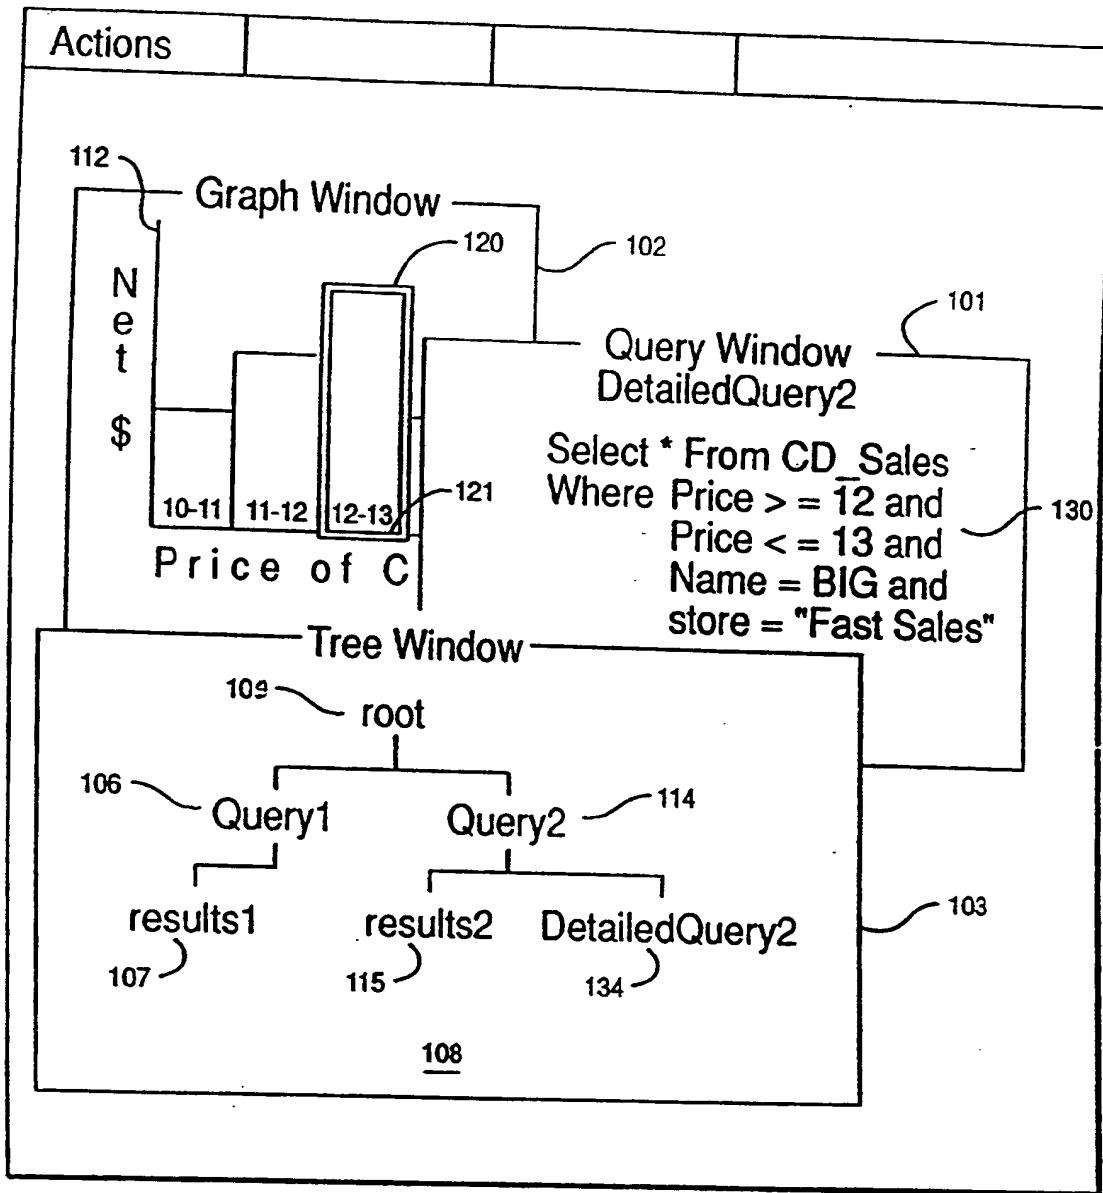 Actions
112
Graph Window
120
102
Net $
101
Query Window
DetailedQuery2
Select * From CD_Sales
Where Price > = 12 and
Price < = 13 and
Name = BIG and
store = "Fast Sales"
130
121
10-11
11-12
12-13
Price of C
Tree Window
109
root
106
Query1
Query2
114
results1
results2
DetailedQuery2
103
107
115
134
108